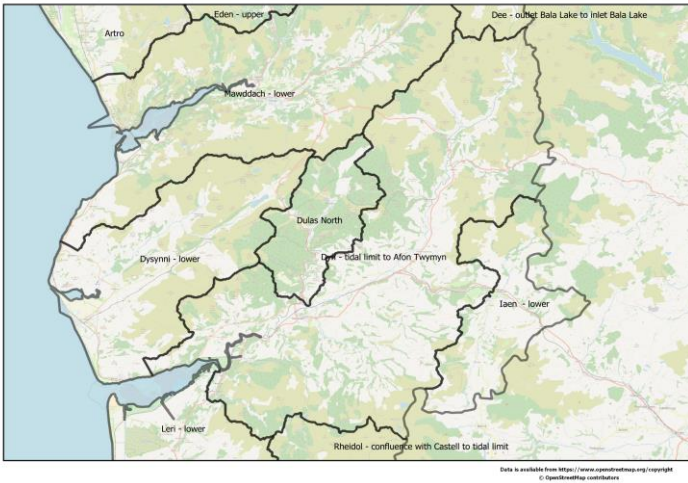 Eden - upper
Dee - outlet Bala Lake to inlet Bala Lake
Artro
Mawddach - lower
Dulas North
Dysynni - lower
Dyfi - tidal limit to Afon Twymyn
Iaen - lower
Leri - lower
Rheidol - confluence with Castell to tidal limit
Data is available from https://www.openstreetmap.org/copyright
© OpenStreetMap contributors